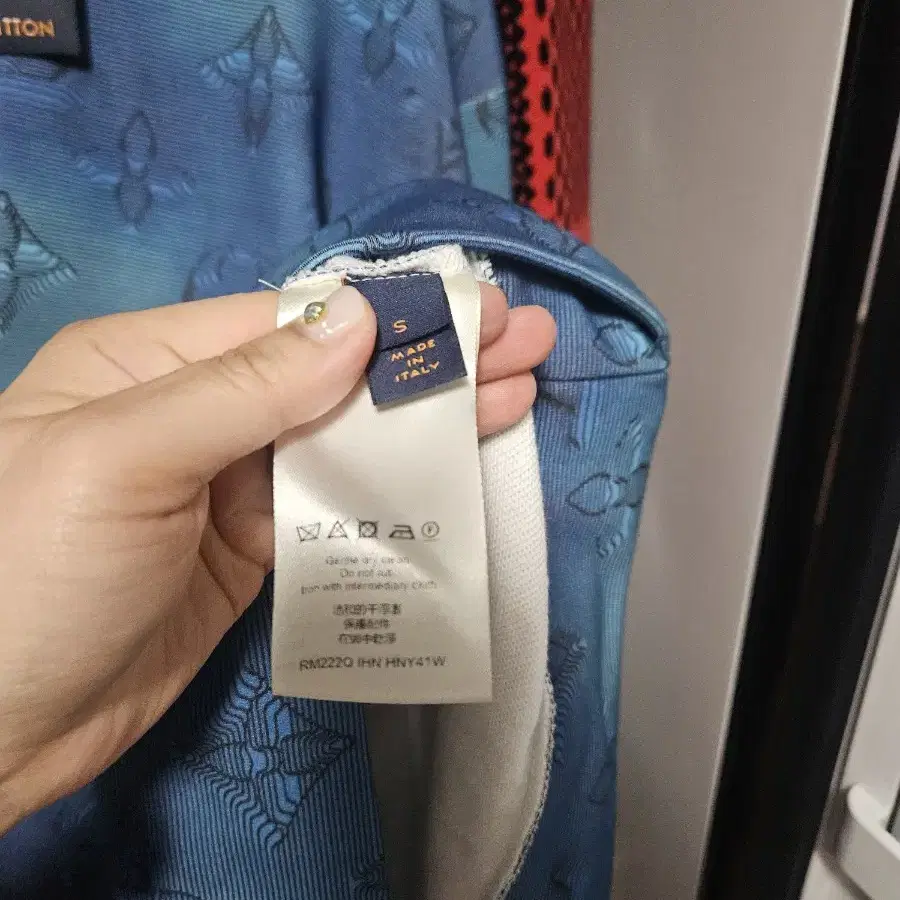 TTON
S
MADE
IN
ITALY
Gentle dry clean.
Do not rub.
Iron with intermediary cloth.
RM222Q IHN HNY41W